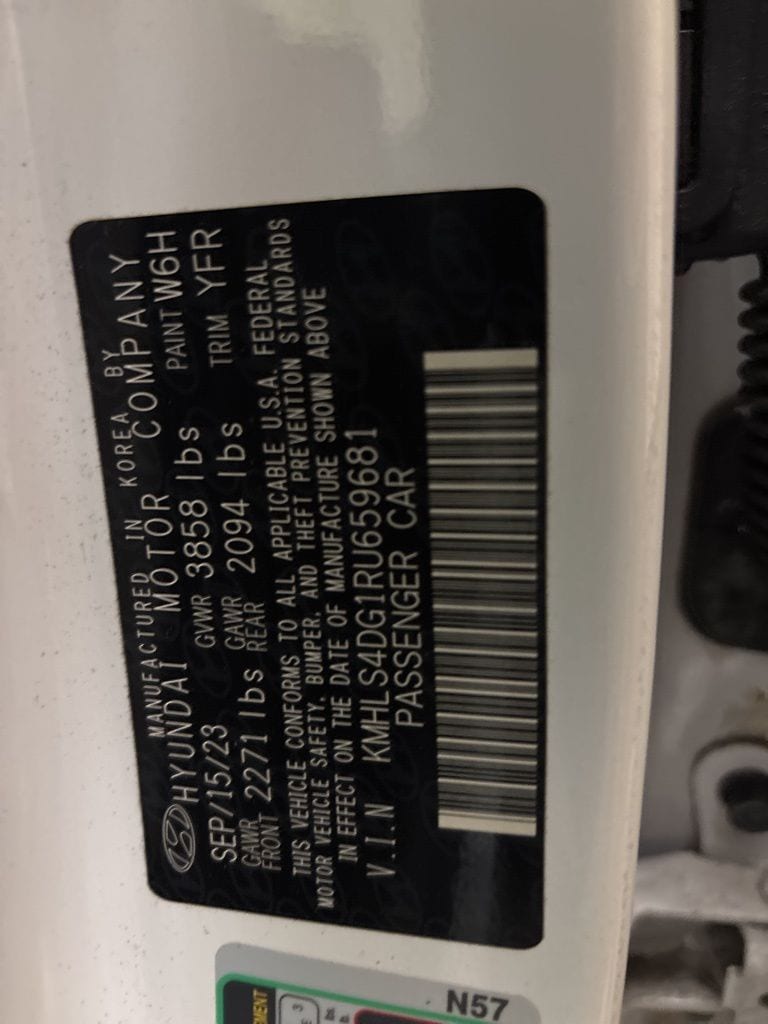 MANUFACTURED IN KOREA BY
HYUNDAI MOTOR COMPANY
SEP/15/23 GVWR 3858 lbs PAINT W6H
GAWR FRONT 2271 lbs GAWR REAR 2094 lbs TRIM YFR
THIS VEHICLE CONFORMS TO ALL APPLICABLE U.S.A. FEDERAL
MOTOR VEHICLE SAFETY, BUMPER, AND THEFT PREVENTION STANDARDS
IN EFFECT ON THE DATE OF MANUFACTURE SHOWN ABOVE
V.I.N KMHLS4DG1RU659681
PASSENGER CAR
3
lbs.
N57